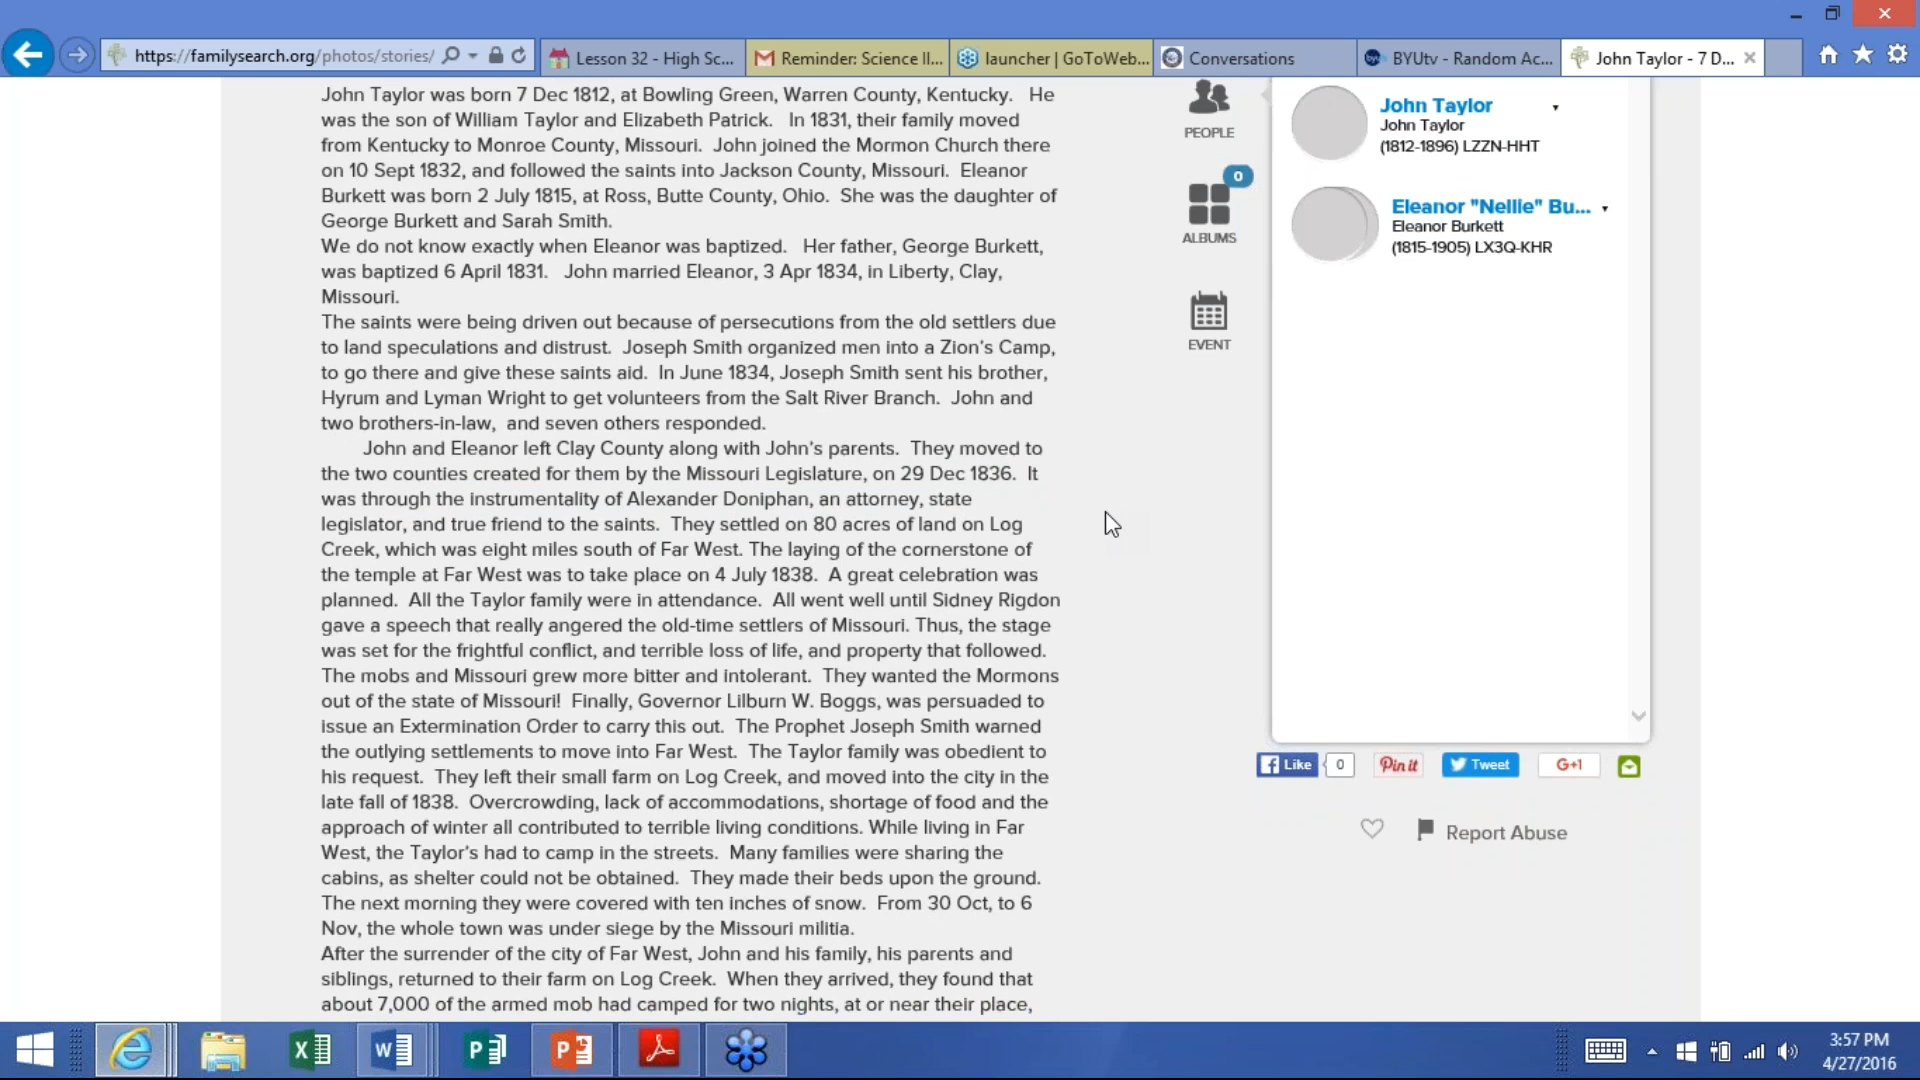 https://familysearch.org/photos/stories/
Lesson 32 - High Sc...
Reminder: Science II...
launcher | GoToWeb...
Conversations
BYUtv - Random Ac...
John Taylor - 7 D...
John Taylor was born 7 Dec 1812, at Bowling Green, Warren County, Kentucky. He
was the son of William Taylor and Elizabeth Patrick. In 1831, their family moved
from Kentucky to Monroe County, Missouri. John joined the Mormon Church there
on 10 Sept 1832, and followed the saints into Jackson County, Missouri. Eleanor
Burkett was born 2 July 1815, at Ross, Butte County, Ohio. She was the daughter of
George Burkett and Sarah Smith.
We do not know exactly when Eleanor was baptized. Her father, George Burkett,
was baptized 6 April 1831. John married Eleanor, 3 Apr 1834, in Liberty, Clay,
Missouri.
The saints were being driven out because of persecutions from the old settlers due
to land speculations and distrust. Joseph Smith organized men into a Zion's Camp,
to go there and give these saints aid. In June 1834, Joseph Smith sent his brother,
Hyrum and Lyman Wright to get volunteers from the Salt River Branch. John and
two brothers-in-law, and seven others responded.
John and Eleanor left Clay County along with John's parents. They moved to
the two counties created for them by the Missouri Legislature, on 29 Dec 1836. It
was through the instrumentality of Alexander Doniphan, an attorney, state
legislator, and true friend to the saints. They settled on 80 acres of land on Log
Creek, which was eight miles south of Far West. The laying of the cornerstone of
the temple at Far West was to take place on 4 July 1838. A great celebration was
planned. All the Taylor family were in attendance. All went well until Sidney Rigdon
gave a speech that really angered the old-time settlers of Missouri. Thus, the stage
was set for the frightful conflict, and terrible loss of life, and property that followed.
The mobs and Missouri grew more bitter and intolerant. They wanted the Mormons
out of the state of Missouri! Finally, Governor Lilburn W. Boggs, was persuaded to
issue an Extermination Order to carry this out. The Prophet Joseph Smith warned
the outlying settlements to move into Far West. The Taylor family was obedient to
his request. They left their small farm on Log Creek, and moved into the city in the
late fall of 1838. Overcrowding, lack of accommodations, shortage of food and the
approach of winter all contributed to terrible living conditions. While living in Far
West, the Taylor's had to camp in the streets. Many families were sharing the
cabins, as shelter could not be obtained. They made their beds upon the ground.
The next morning they were covered with ten inches of snow. From 30 Oct, to 6
Nov, the whole town was under siege by the Missouri militia.
After the surrender of the city of Far West, John and his family, his parents and
siblings, returned to their farm on Log Creek. When they arrived, they found that
about 7,000 of the armed mob had camped for two nights, at or near their place,
PEOPLE
0
ALBUMS
EVENT
John Taylor
John Taylor
(1812-1896) LZZN-HHT
Eleanor "Nellie" Bu...
Eleanor Burkett
(1815-1905) LX3Q-KHR
Like
0
Pin it
Tweet
G+1
Report Abuse
3:57 PM
4/27/2016